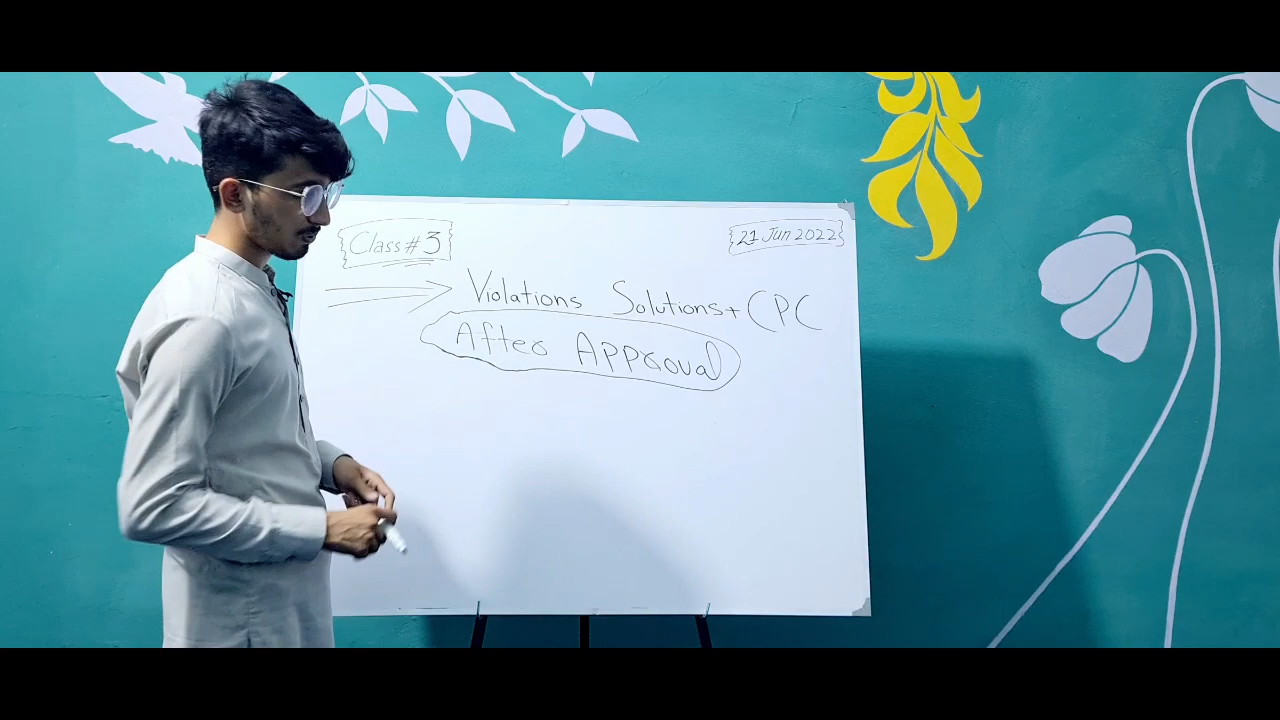 Class # 3
21 Jun 2022
Violations Solutions + CPC
After Approval